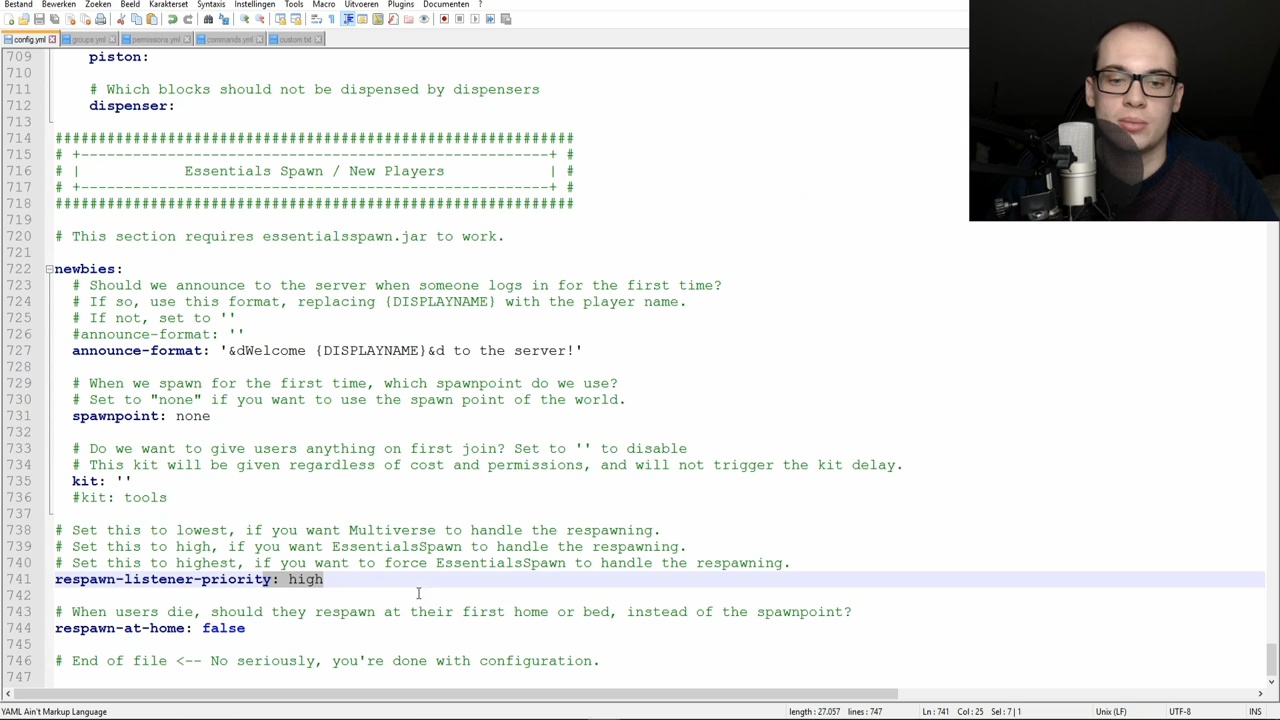 Bestand Bewerken Zoeken Beeld Karakterset Syntaxis Instellingen Tools Macro Uitvoeren Plugins Documenten ?
config.yml groups.yml permissions.yml commands.yml custom.txt
709 piston:
710
711 # Which blocks should not be dispensed by dispensers
712 dispenser:
713
714 ############################################################
715 # +------------------------------------------------------+ #
716 # | Essentials Spawn / New Players | #
717 # +------------------------------------------------------+ #
718 ############################################################
719
720 # This section requires essentialsspawn.jar to work.
721
722 newbies:
723 # Should we announce to the server when someone logs in for the first time?
724 # If so, use this format, replacing {DISPLAYNAME} with the player name.
725 # If not, set to ''
726 #announce-format: ''
727 announce-format: '&dWelcome {DISPLAYNAME}&d to the server!'
728
729 # When we spawn for the first time, which spawnpoint do we use?
730 # Set to "none" if you want to use the spawn point of the world.
731 spawnpoint: none
732
733 # Do we want to give users anything on first join? Set to '' to disable
734 # This kit will be given regardless of cost and permissions, and will not trigger the kit delay.
735 kit: ''
736 #kit: tools
737
738 # Set this to lowest, if you want Multiverse to handle the respawning.
739 # Set this to high, if you want EssentialsSpawn to handle the respawning.
740 # Set this to highest, if you want to force EssentialsSpawn to handle the respawning.
741 respawn-listener-priority: high
742
743 # When users die, should they respawn at their first home or bed, instead of the spawnpoint?
744 respawn-at-home: false
745
746 # End of file <-- No seriously, you're done with configuration.
747
YAML Ain't Markup Language length: 27.057 lines: 747 Ln: 741 Col: 25 Sel: 7 | 1 Unix (LF) UTF-8 INS